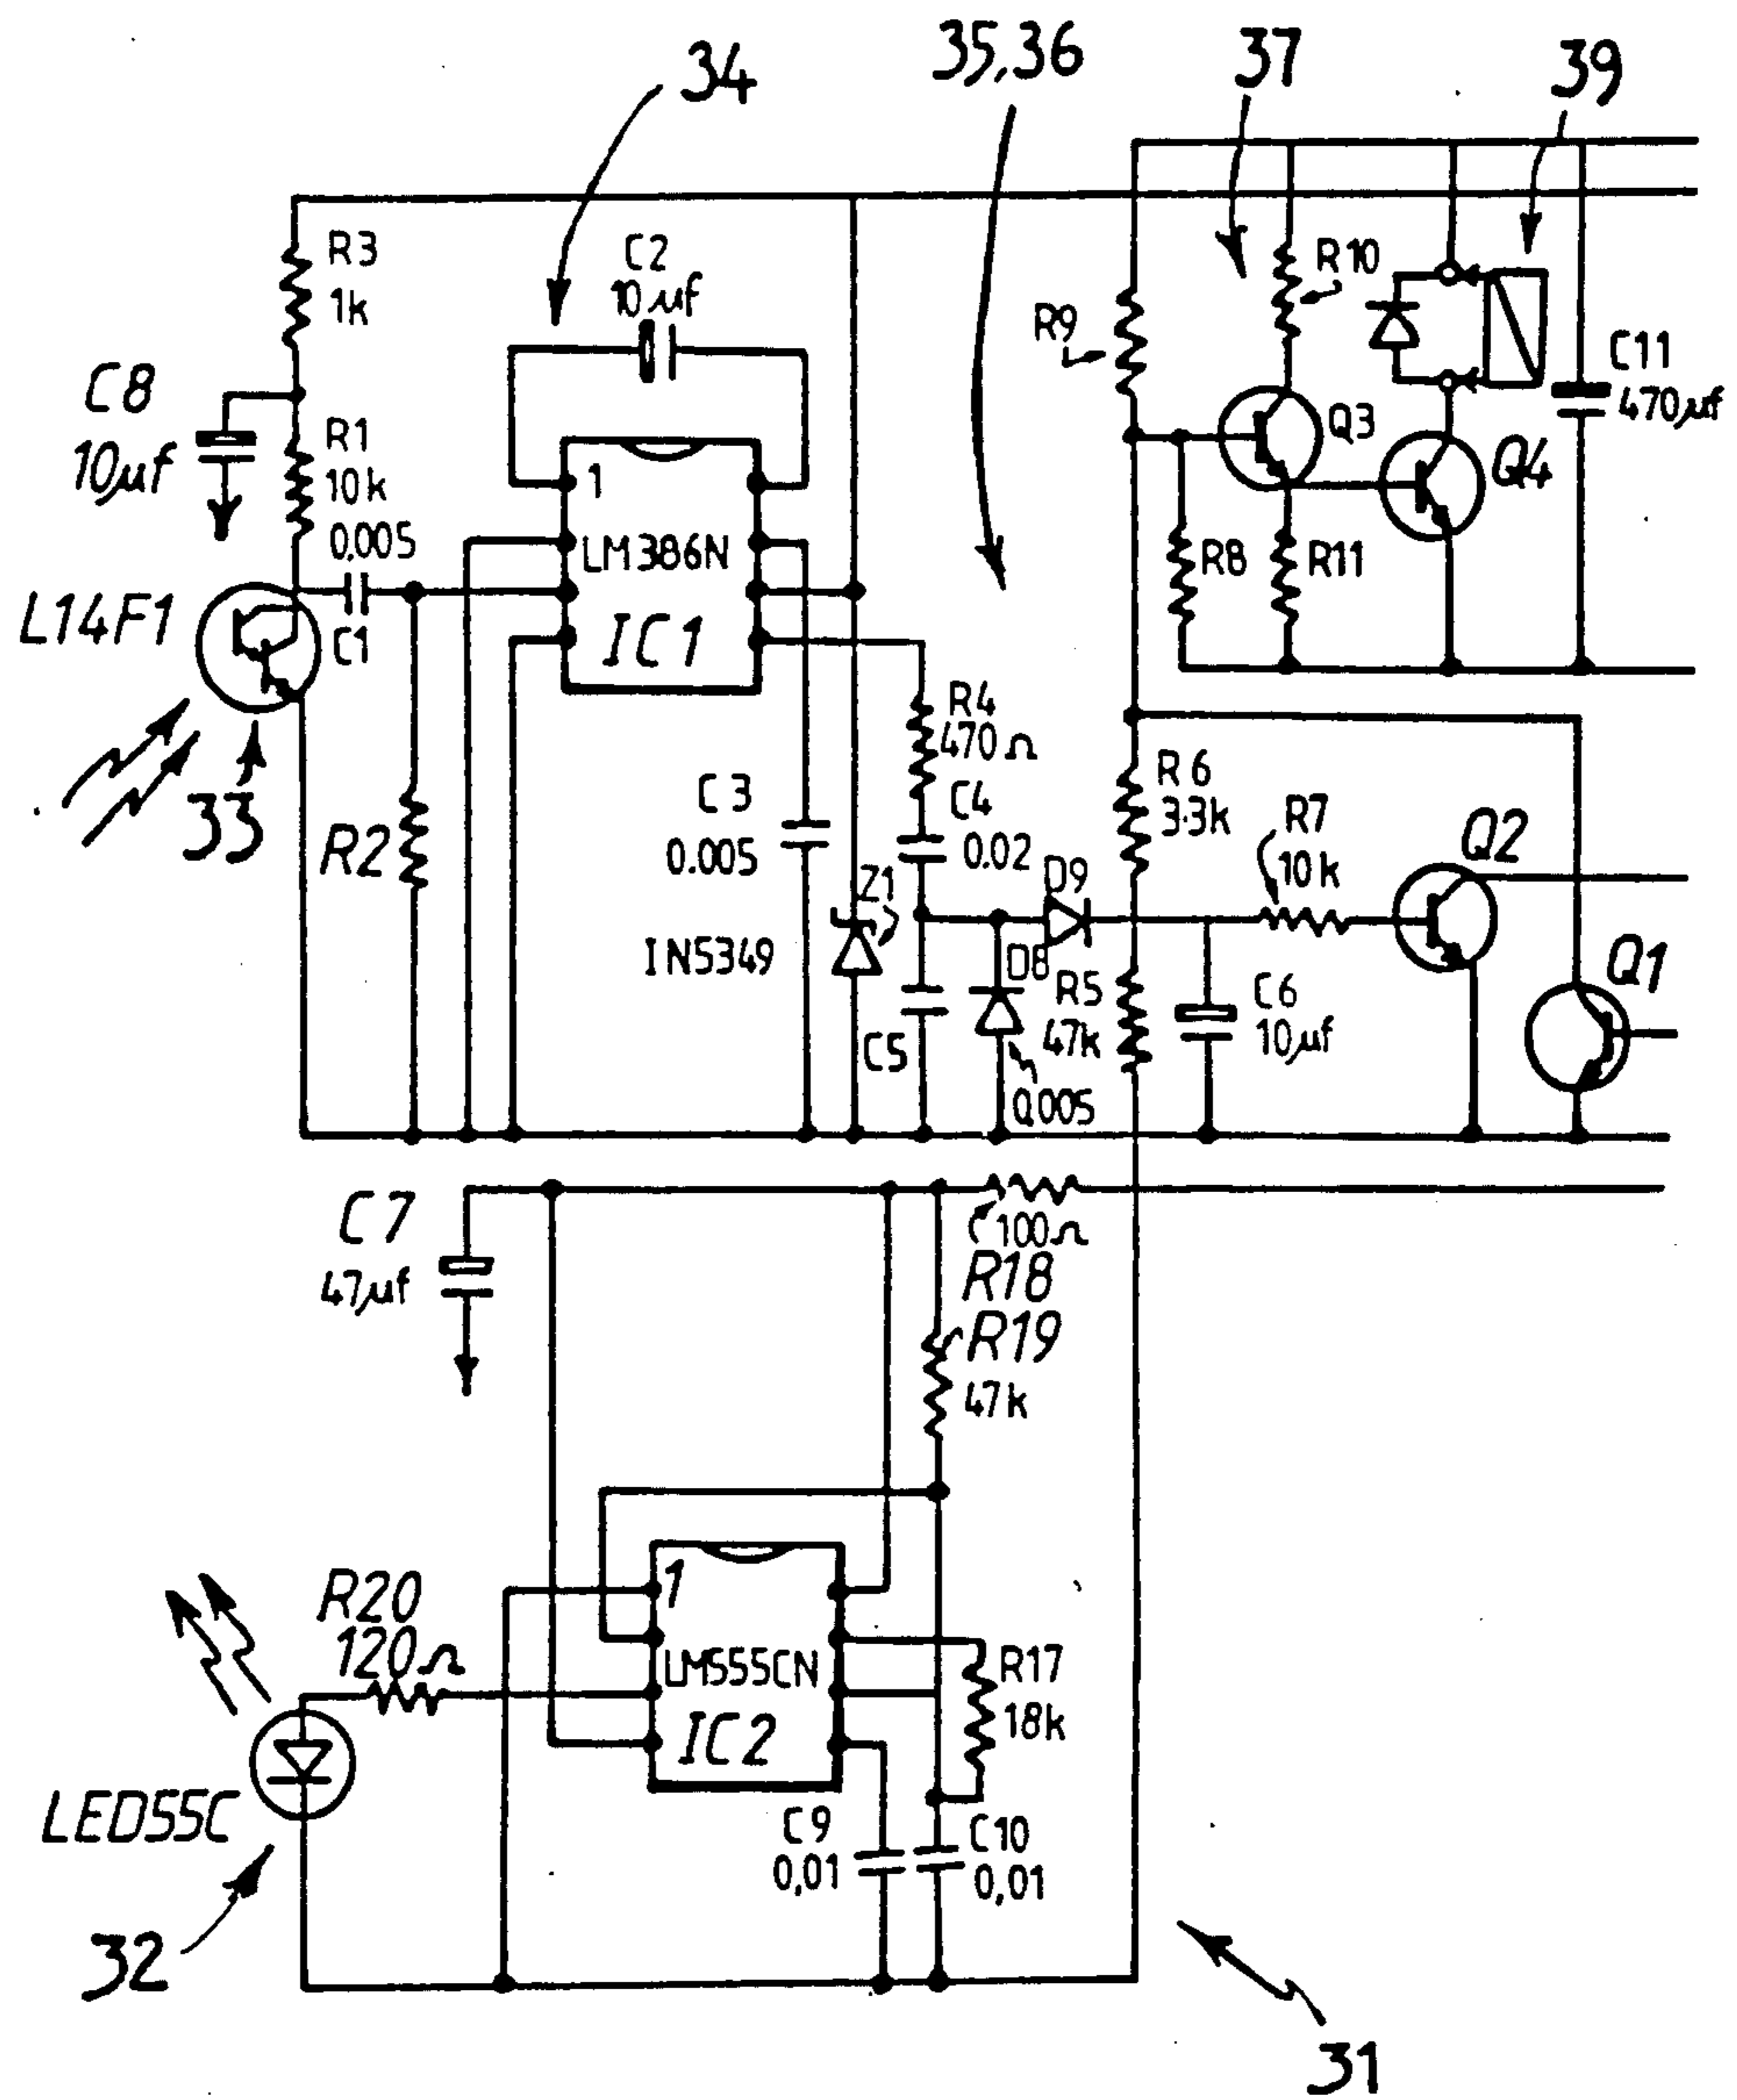 34
35,36
37
39
R3
1k
C2
10µf
R10
R9
C11
470µf
C8
10µf
R1
10k
0.005
Q3
Q4
1
LM386N
IC1
L14F1
C1
R8
R11
33
R2
R4
470Ω
C3
0.005
C4
0.02
R6
3.3k
R7
10k
Q2
Z1
D9
IN5349
D8
R5
47k
C5
C6
10µf
Q1
0.005
C7
47µf
100Ω
R18
R19
47k
R20
120Ω
1
LM555CN
IC2
R17
18k
LED55C
C9
0,01
C10
0,01
32
31